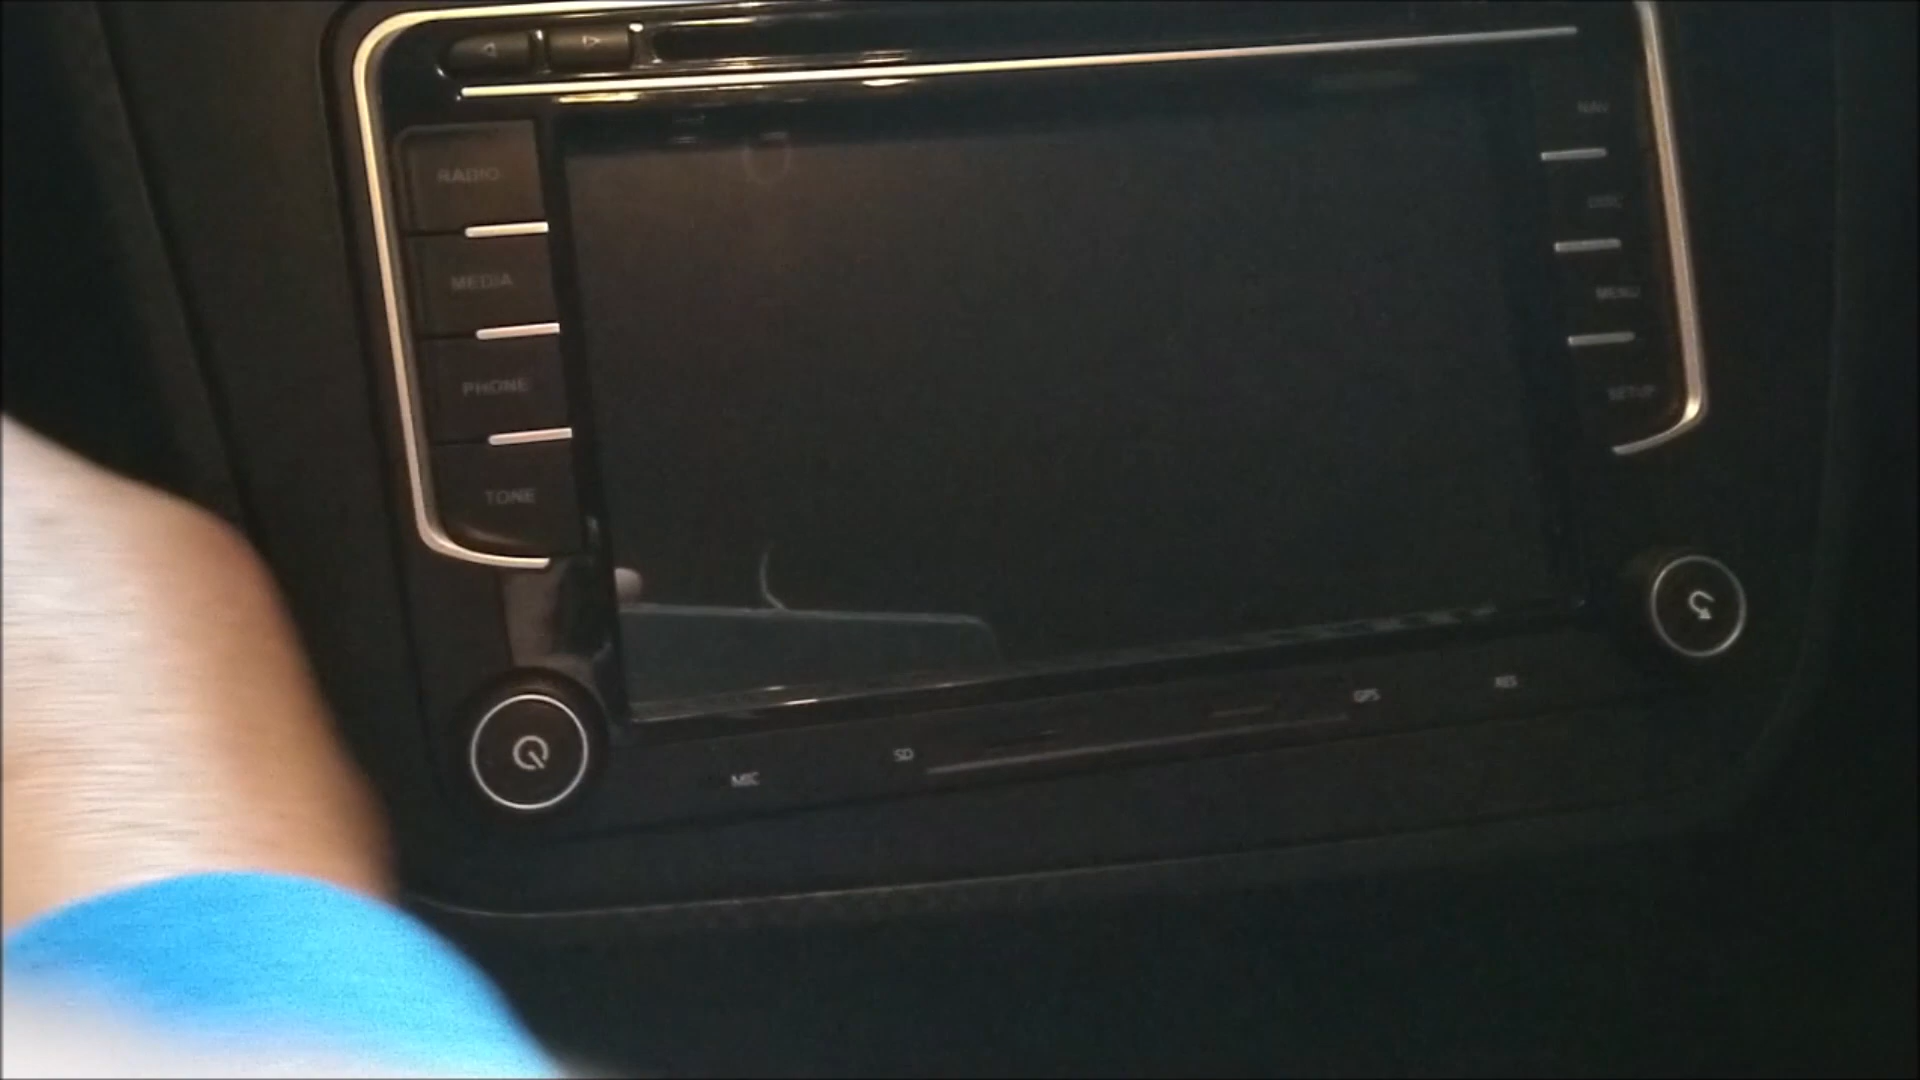 RADIO
MEDIA
PHONE
TONE
NAV
DISC
MENU
SETUP
MIC
SD
GPS
RES